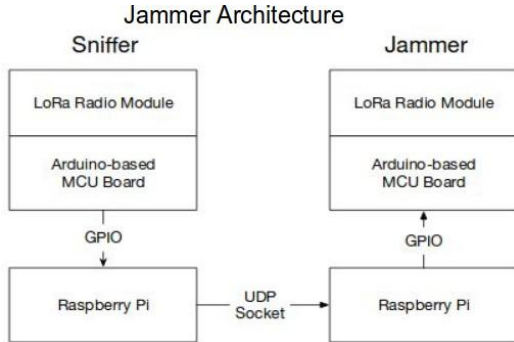 Jammer Architecture
Sniffer
LoRa Radio Module
Arduino-based
MCU Board
GPIO
Raspberry Pi
UDP
Socket
Jammer
LoRa Radio Module
Arduino-based
MCU Board
GPIO
Raspberry Pi